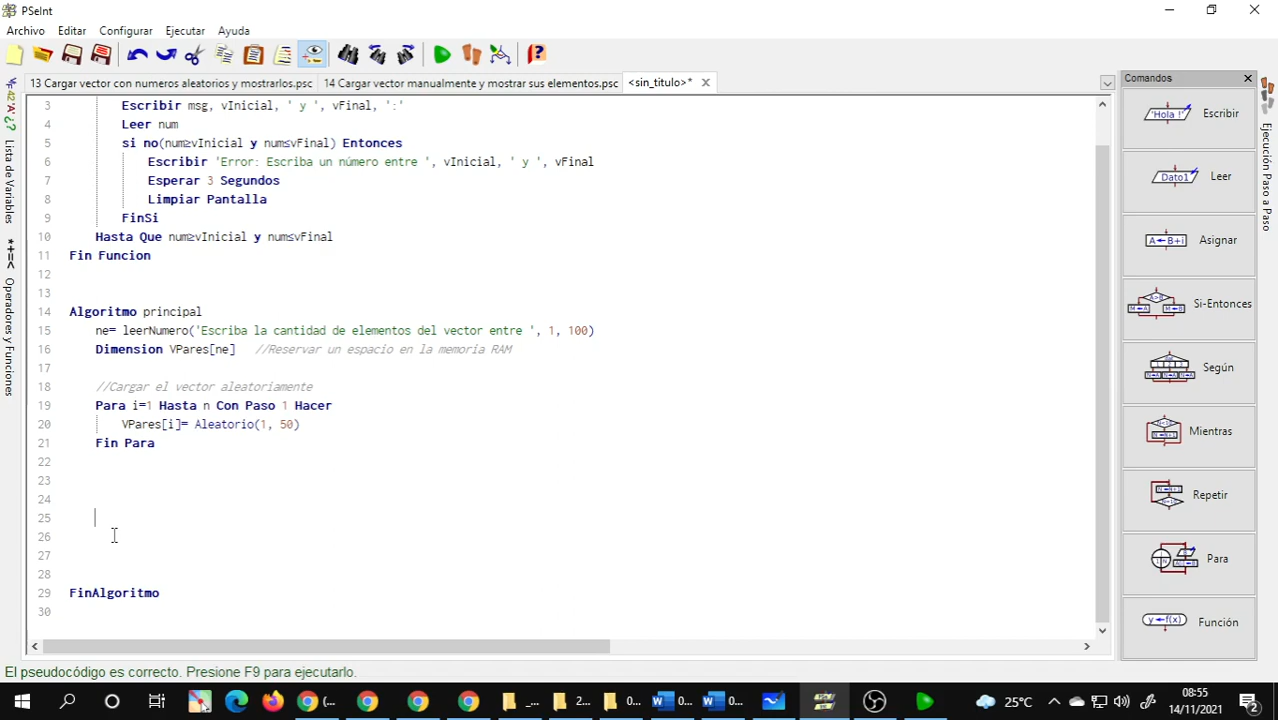 PSeInt
Archivo Editar Configurar Ejecutar Ayuda
13 Cargar vector con numeros aleatorios y mostrarlos.psc 14 Cargar vector manualmente y mostrar sus elementos.psc <sin_titulo>*
Comandos
3 Escribir msg, vInicial, ' y ', vFinal, ':'
4 Leer num
5 si no(num≥vInicial y num≤vFinal) Entonces
6 Escribir 'Error: Escriba un número entre ', vInicial, ' y ', vFinal
7 Esperar 3 Segundos
8 Limpiar Pantalla
9 FinSi
10 Hasta Que num≥vInicial y num≤vFinal
11 Fin Funcion
12
13
14 Algoritmo principal
15 ne= leerNumero('Escriba la cantidad de elementos del vector entre ', 1, 100)
16 Dimension VPares[ne] //Reservar un espacio en la memoria RAM
17
18 //Cargar el vector aleatoriamente
19 Para i=1 Hasta n Con Paso 1 Hacer
20 VPares[i]= Aleatorio(1, 50)
21 Fin Para
22
23
24
25
26
27
28
29 FinAlgoritmo
30
Lista de Variables
Operadores y Funciones
'Hola !' Escribir
Dato1 Leer
A←B+i Asignar
Si-Entonces
Según
Mientras
Repetir
Para
y←f(x) Función
Ejecución Paso a Paso
El pseudocódigo es correcto. Presione F9 para ejecutarlo.
25°C
08:55
14/11/2021
2